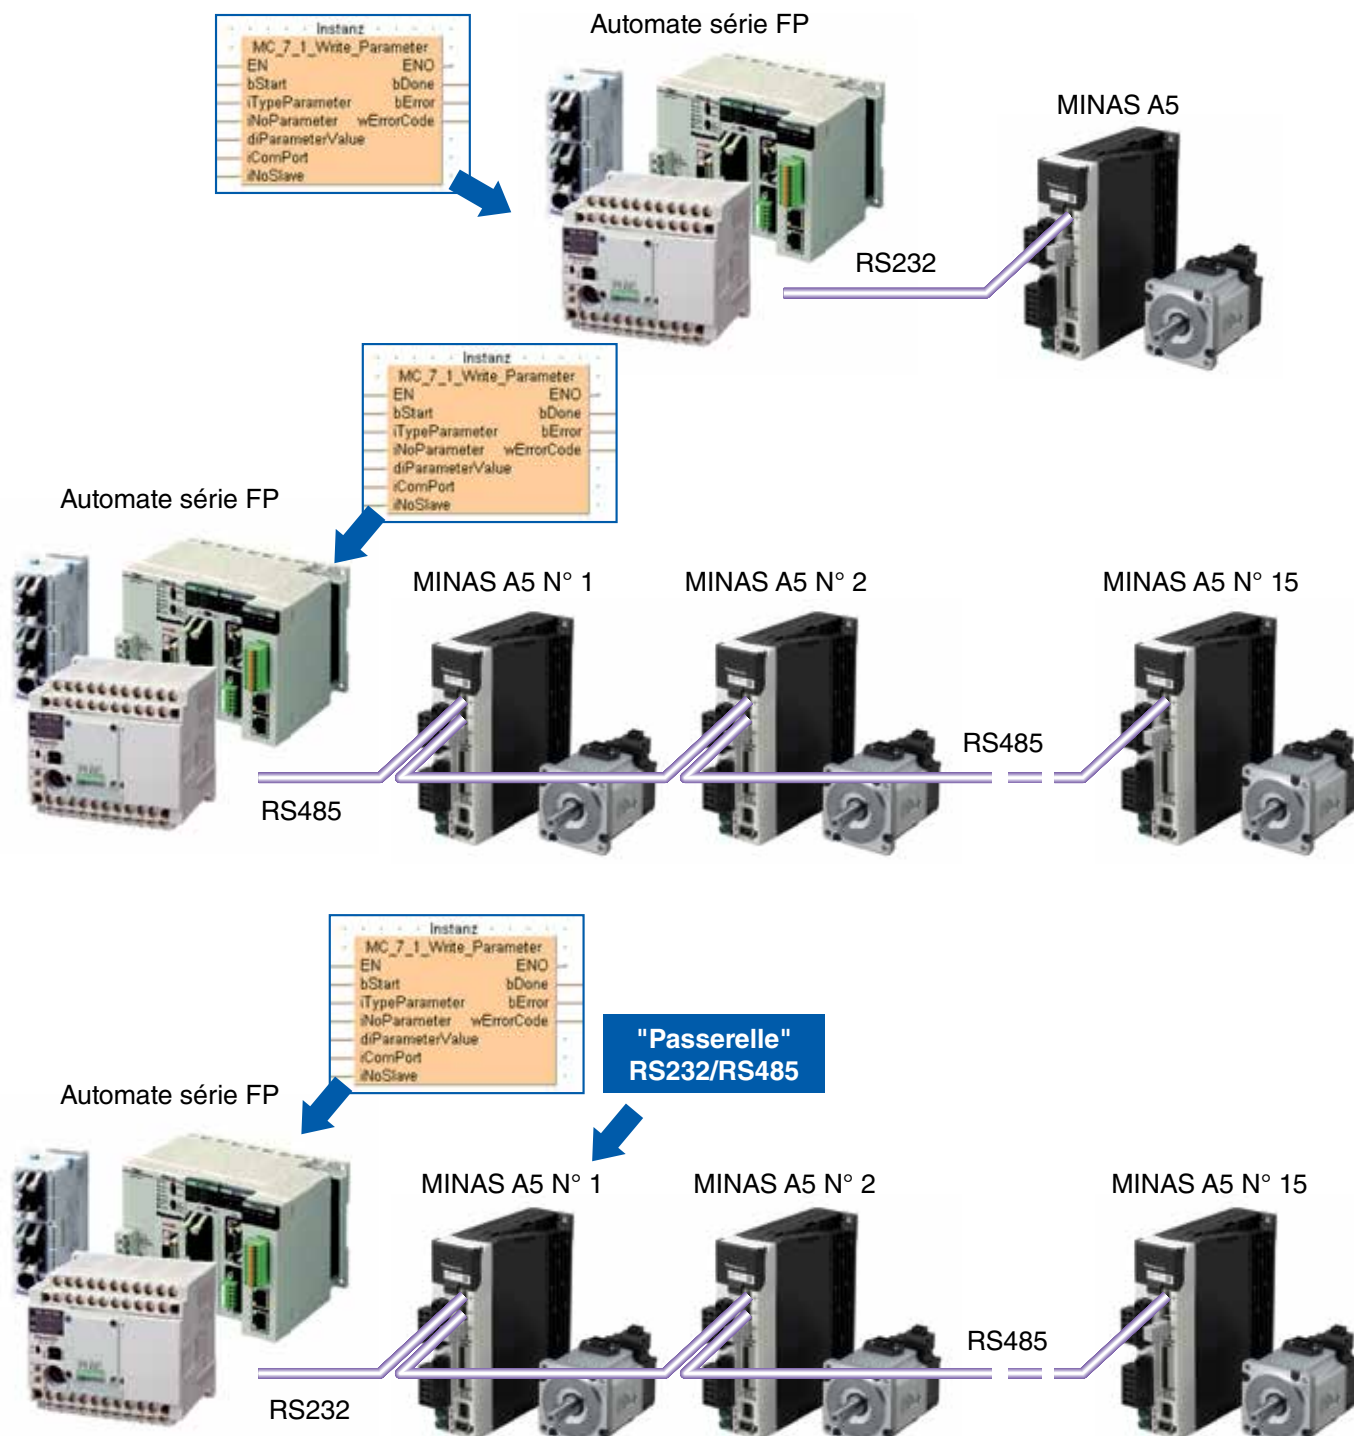 Instanz
MC_7_1_Write_Parameter
EN ENO
bStart bDone
iTypeParameter bError
iNoParameter wErrorCode
diParameterValue
iComPort
iNoSlave
Automate série FP
MINAS A5
RS232
Instanz
MC_7_1_Write_Parameter
EN ENO
bStart bDone
iTypeParameter bError
iNoParameter wErrorCode
diParameterValue
iComPort
iNoSlave
Automate série FP
MINAS A5 N° 1
MINAS A5 N° 2
MINAS A5 N° 15
RS485
RS485
Instanz
MC_7_1_Write_Parameter
EN ENO
bStart bDone
iTypeParameter bError
iNoParameter wErrorCode
diParameterValue
iComPort
iNoSlave
"Passerelle"
RS232/RS485
Automate série FP
MINAS A5 N° 1
MINAS A5 N° 2
MINAS A5 N° 15
RS485
RS232